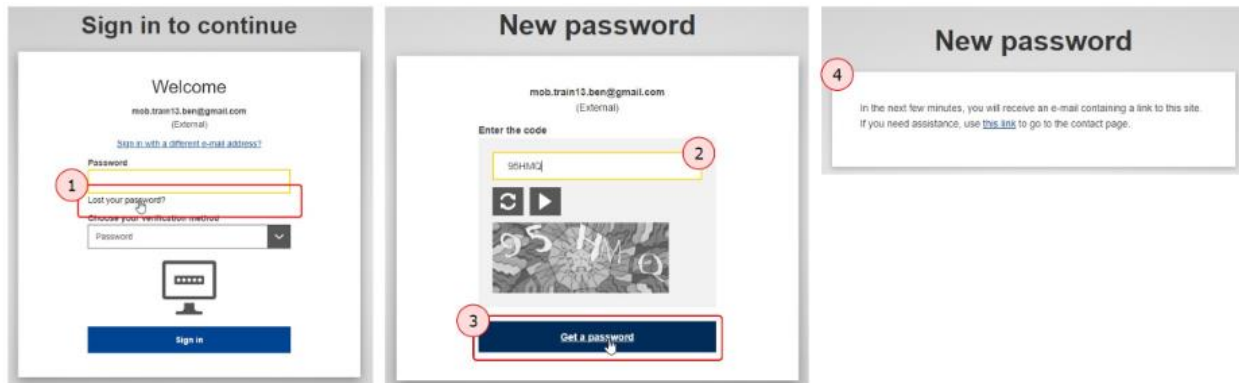 Sign in to continue
Welcome
mob.train13.ben@gmail.com
(External)
Sign in with a different e-mail address?
Password
1
Lost your password?
Choose your verification method
Password
Sign in
New password
mob.train13.ben@gmail.com
(External)
Enter the code
2
95HMQ
95HMQ
3
Get a password
New password
4
In the next few minutes, you will receive an e-mail containing a link to this site.
If you need assistance, use this link to go to the contact page.